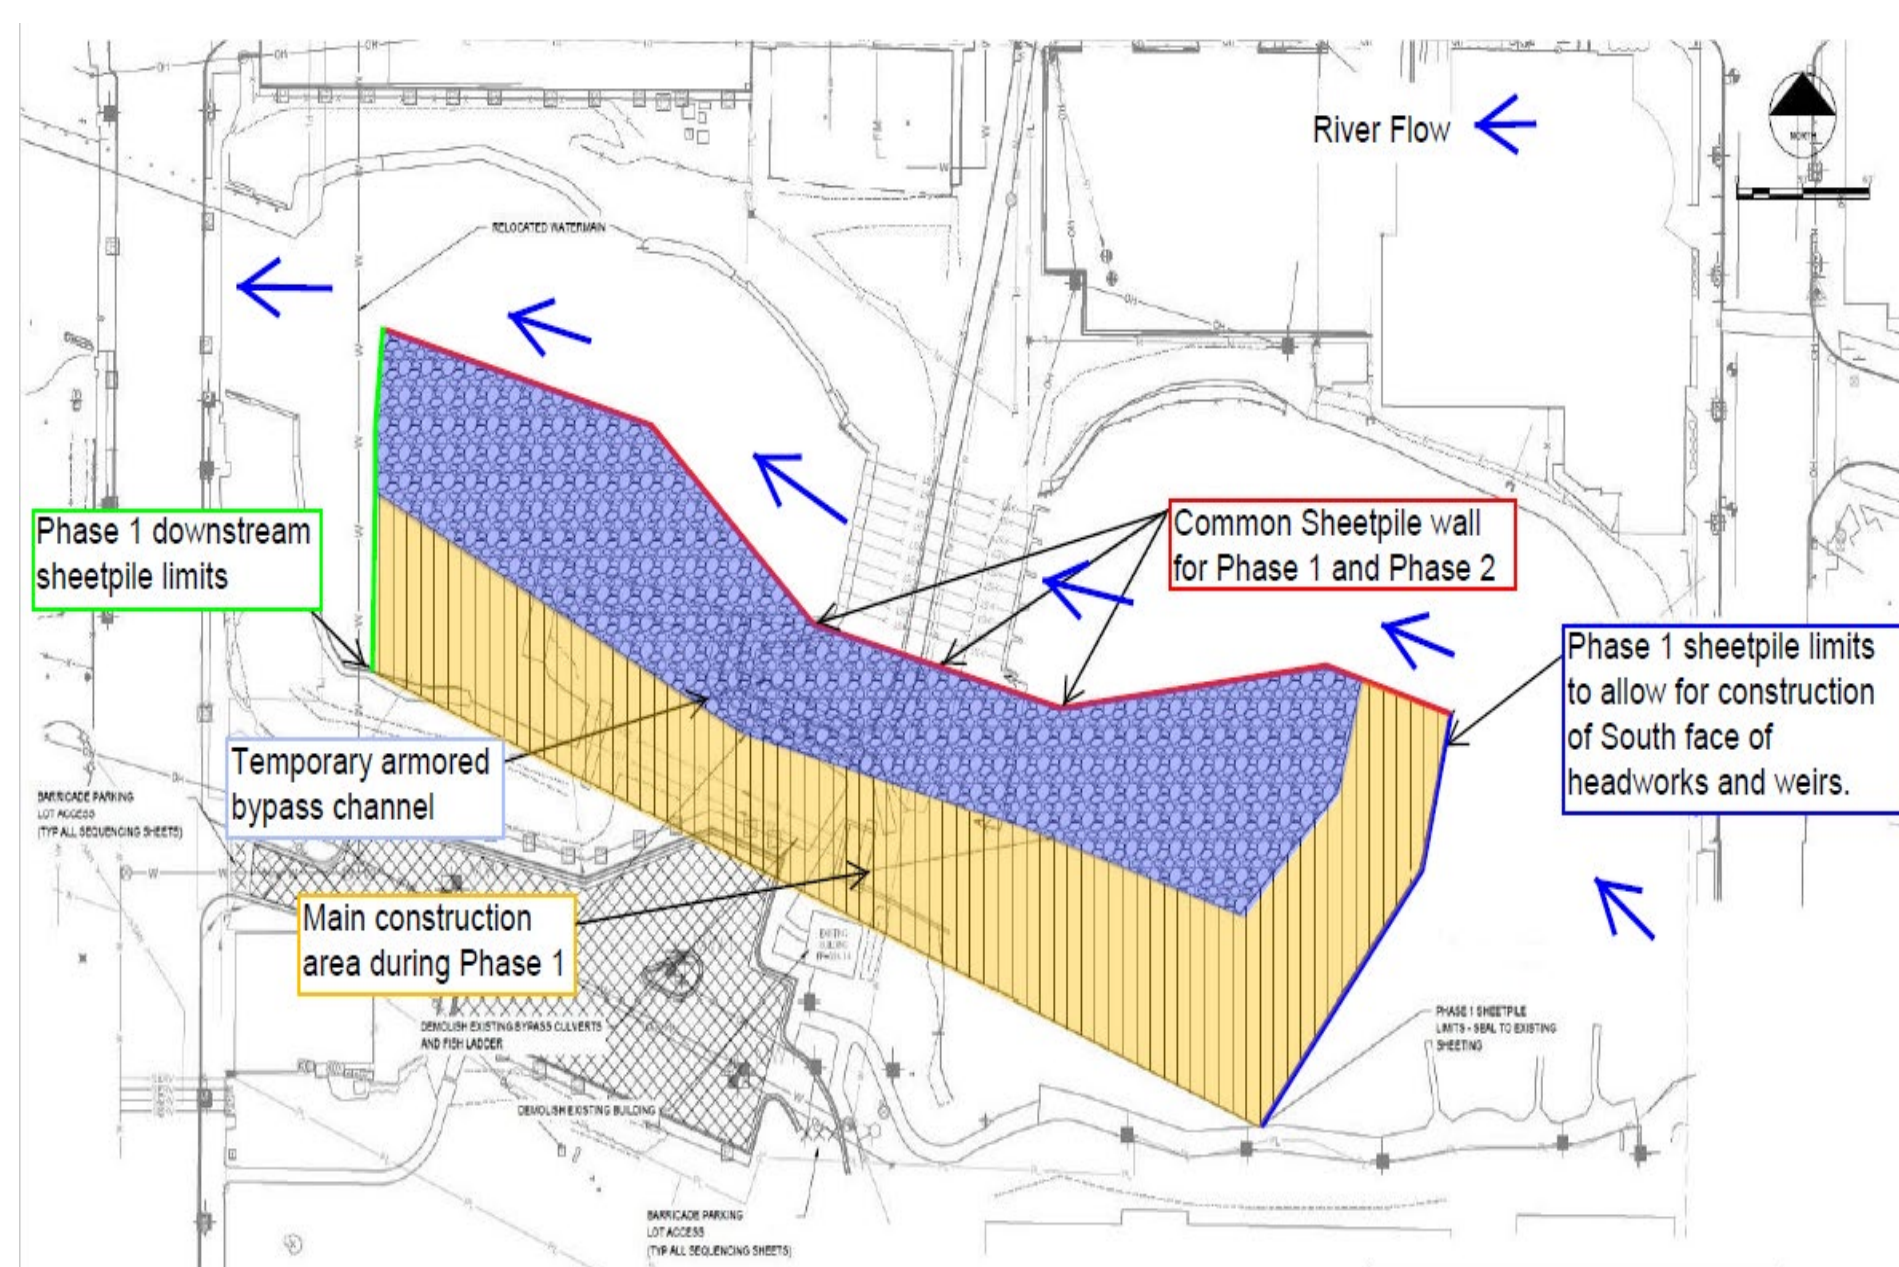 River Flow
NORTH
RELOCATED WATERMAIN
Phase 1 downstream
sheetpile limits
Common Sheetpile wall
for Phase 1 and Phase 2
Phase 1 sheetpile limits
to allow for construction
of South face of
headworks and weirs.
Temporary armored
bypass channel
BARRICADE PARKING
LOT ACCESS
(TYP ALL SEQUENCING SHEETS)
Main construction
area during Phase 1
EXISTING
BUILDING
DEMOLISH EXISTING BYPASS CULVERTS
AND FISH LADDER
PHASE 1 SHEETPILE
LIMITS - SEAL TO EXISTING
SHEETING
DEMOLISH EXISTING BUILDING
BARRICADE PARKING
LOT ACCESS
(TYP ALL SEQUENCING SHEETS)